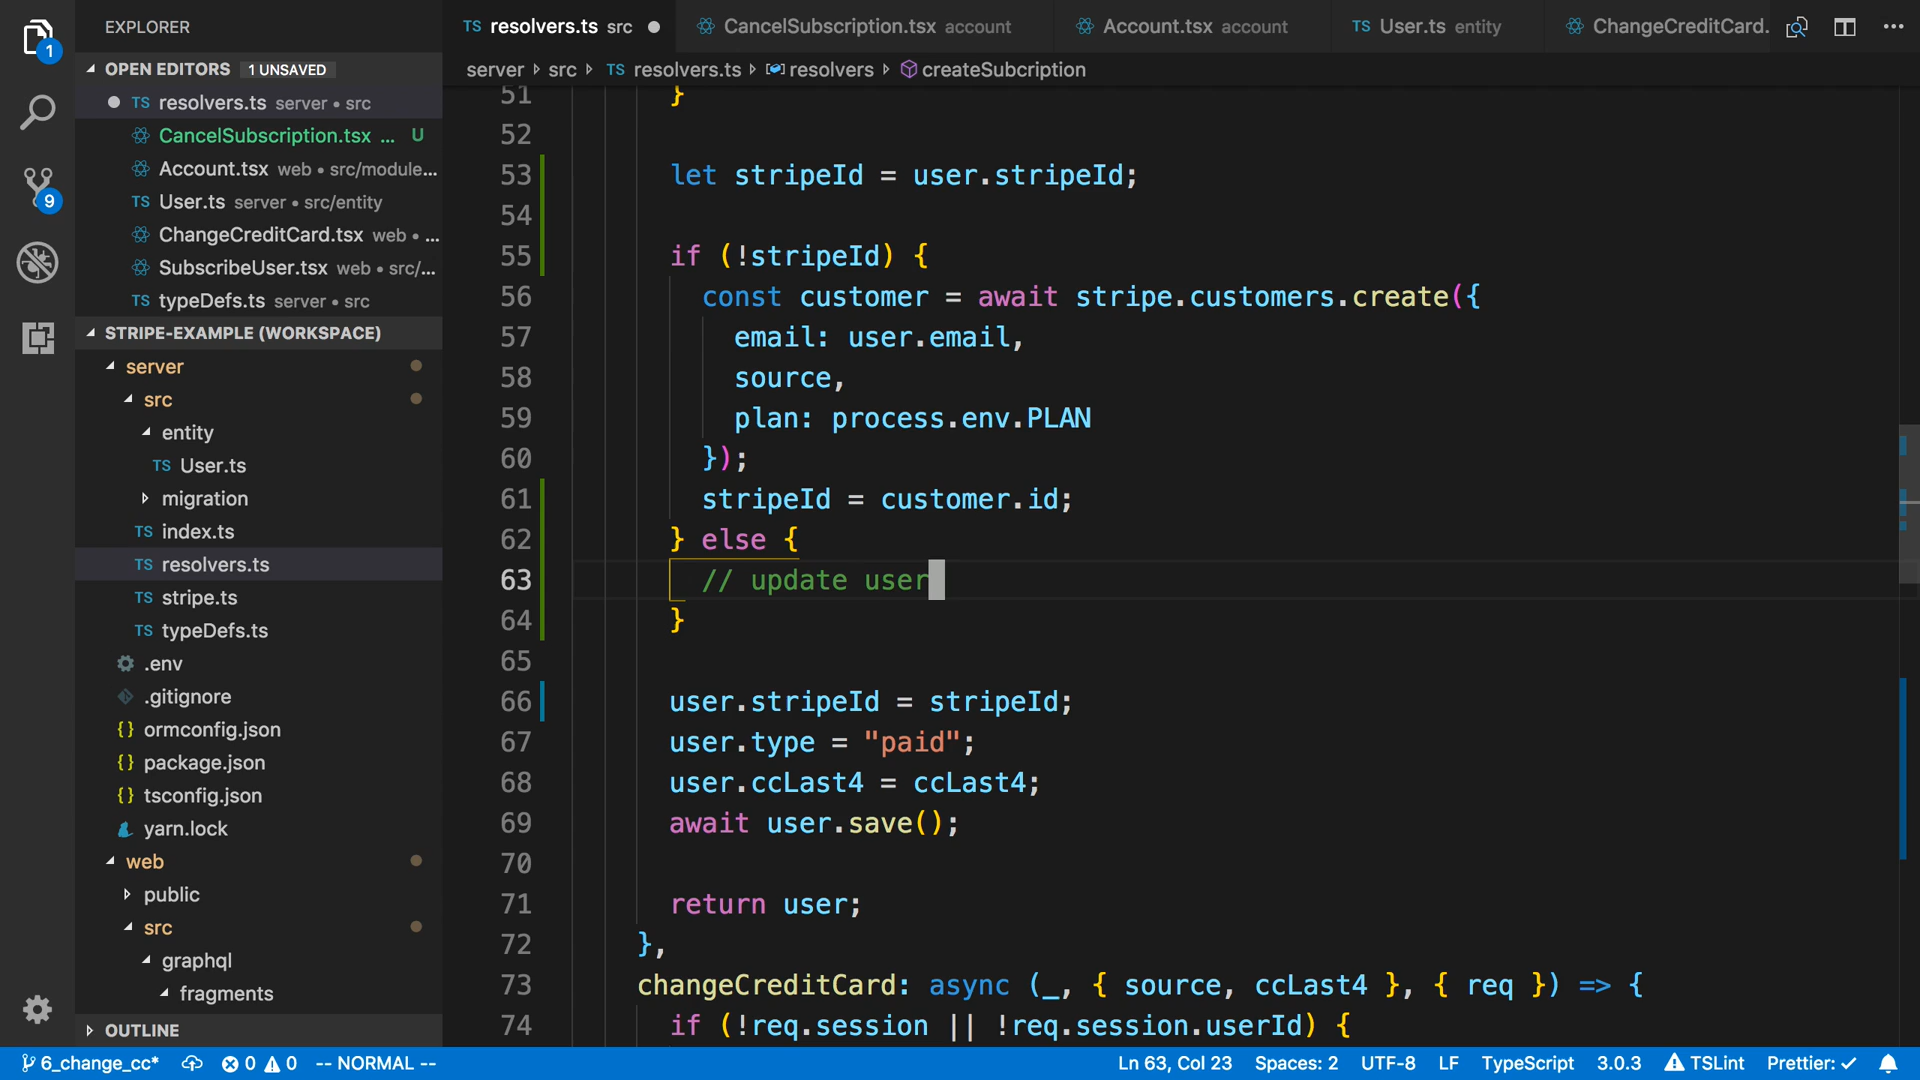 EXPLORER
OPEN EDITORS 1 UNSAVED
TS resolvers.ts server • src
CancelSubscription.tsx ... U
Account.tsx web • src/module...
TS User.ts server • src/entity
ChangeCreditCard.tsx web • ...
SubscribeUser.tsx web • src/...
TS typeDefs.ts server • src
STRIPE-EXAMPLE (WORKSPACE)
server
src
entity
TS User.ts
migration
TS index.ts
TS resolvers.ts
TS stripe.ts
TS typeDefs.ts
.env
.gitignore
{} ormconfig.json
{} package.json
{} tsconfig.json
yarn.lock
web
public
src
graphql
fragments
OUTLINE
1
9
TS resolvers.ts src
CancelSubscription.tsx account
Account.tsx account
TS User.ts entity
ChangeCreditCard.
server src TS resolvers.ts resolvers createSubcription
51 }
52
53 let stripeId = user.stripeId;
54
55 if (!stripeId) {
56 const customer = await stripe.customers.create({
57 email: user.email,
58 source,
59 plan: process.env.PLAN
60 });
61 stripeId = customer.id;
62 } else {
63 // update user
64 }
65
66 user.stripeId = stripeId;
67 user.type = "paid";
68 user.ccLast4 = ccLast4;
69 await user.save();
70
71 return user;
72 },
73 changeCreditCard: async (_, { source, ccLast4 }, { req }) => {
74 if (!req.session || !req.session.userId) {
6_change_cc* 0 0 -- NORMAL -- Ln 63, Col 23 Spaces: 2 UTF-8 LF TypeScript 3.0.3 TSLint Prettier: ✓